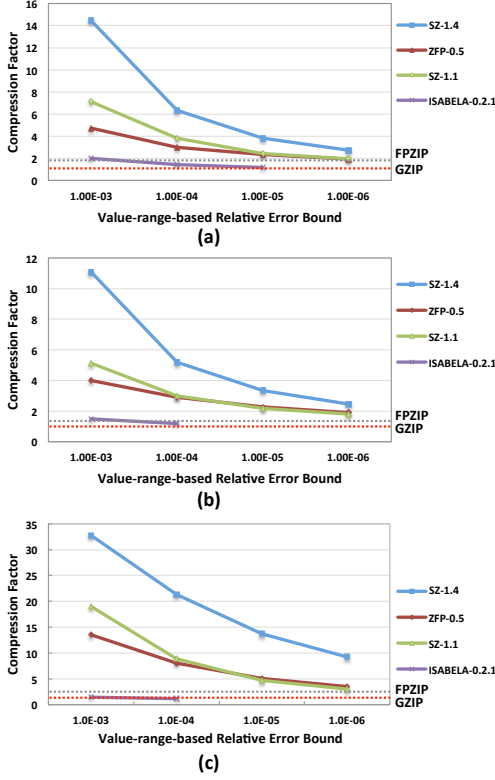 16
14
12
10
8
6
4
2
0
Compression Factor
1.00E-03 1.00E-04 1.00E-05 1.00E-06
Value-range-based Relative Error Bound
SZ-1.4
ZFP-0.5
SZ-1.1
ISABELA-0.2.1
FPZIP
GZIP
(a)
12
10
8
6
4
2
0
Compression Factor
1.00E-03 1.00E-04 1.00E-05 1.00E-06
Value-range-based Relative Error Bound
SZ-1.4
ZFP-0.5
SZ-1.1
ISABELA-0.2.1
FPZIP
GZIP
(b)
35
30
25
20
15
10
5
0
Compression Factor
1.0E-03 1.0E-04 1.0E-05 1.0E-06
Value-range-based Relative Error Bound
SZ-1.4
ZFP-0.5
SZ-1.1
ISABELA-0.2.1
FPZIP
GZIP
(c)